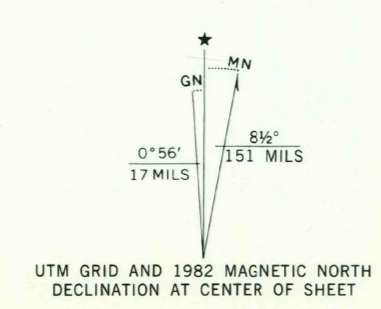 ★
MN
GN
8½°
151 MILS
0°56′
17 MILS
UTM GRID AND 1982 MAGNETIC NORTH
DECLINATION AT CENTER OF SHEET